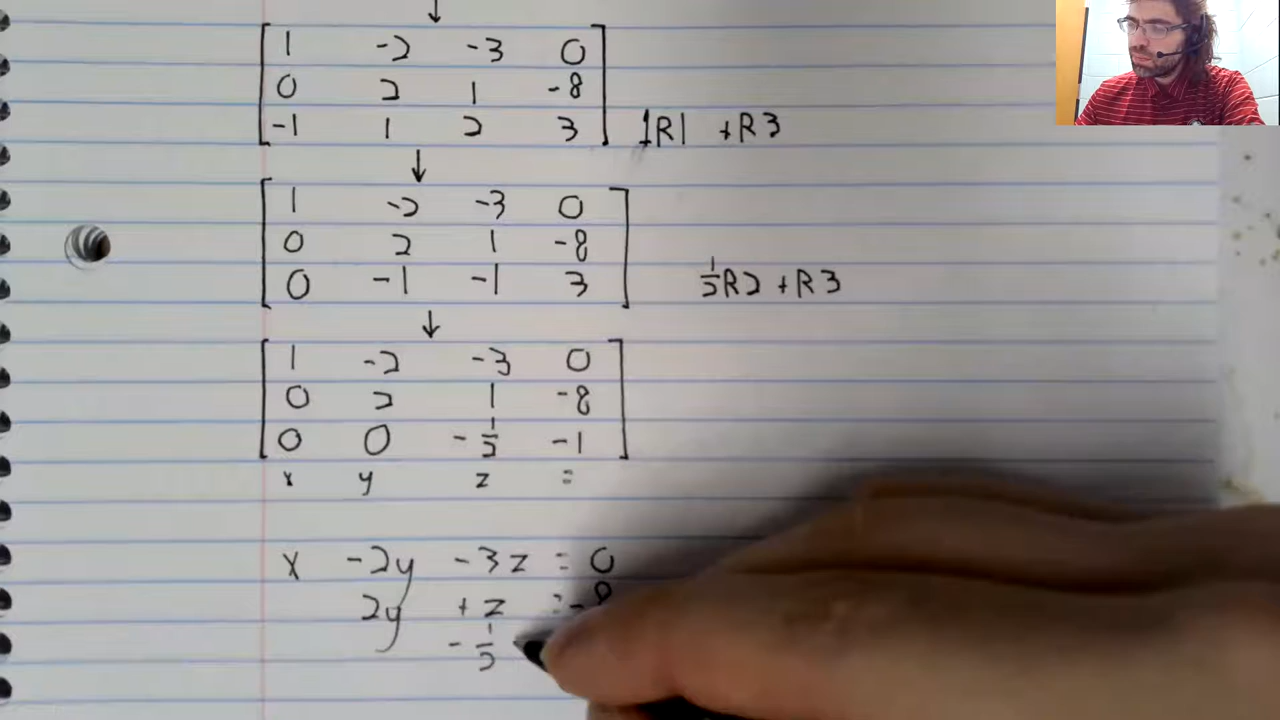 ↓
1 -2 -3 0
0 2 1 -8
-1 1 2 3 1R1 +R3
↓
1 -2 -3 0
0 2 1 -8
0 -1 -1 3 1/2R2 +R3
↓
1 -2 -3 0
0 2 1 -8
0 0 -1/2 -1
x y z =
x -2y -3z = 0
2y +z =-8
-1/2